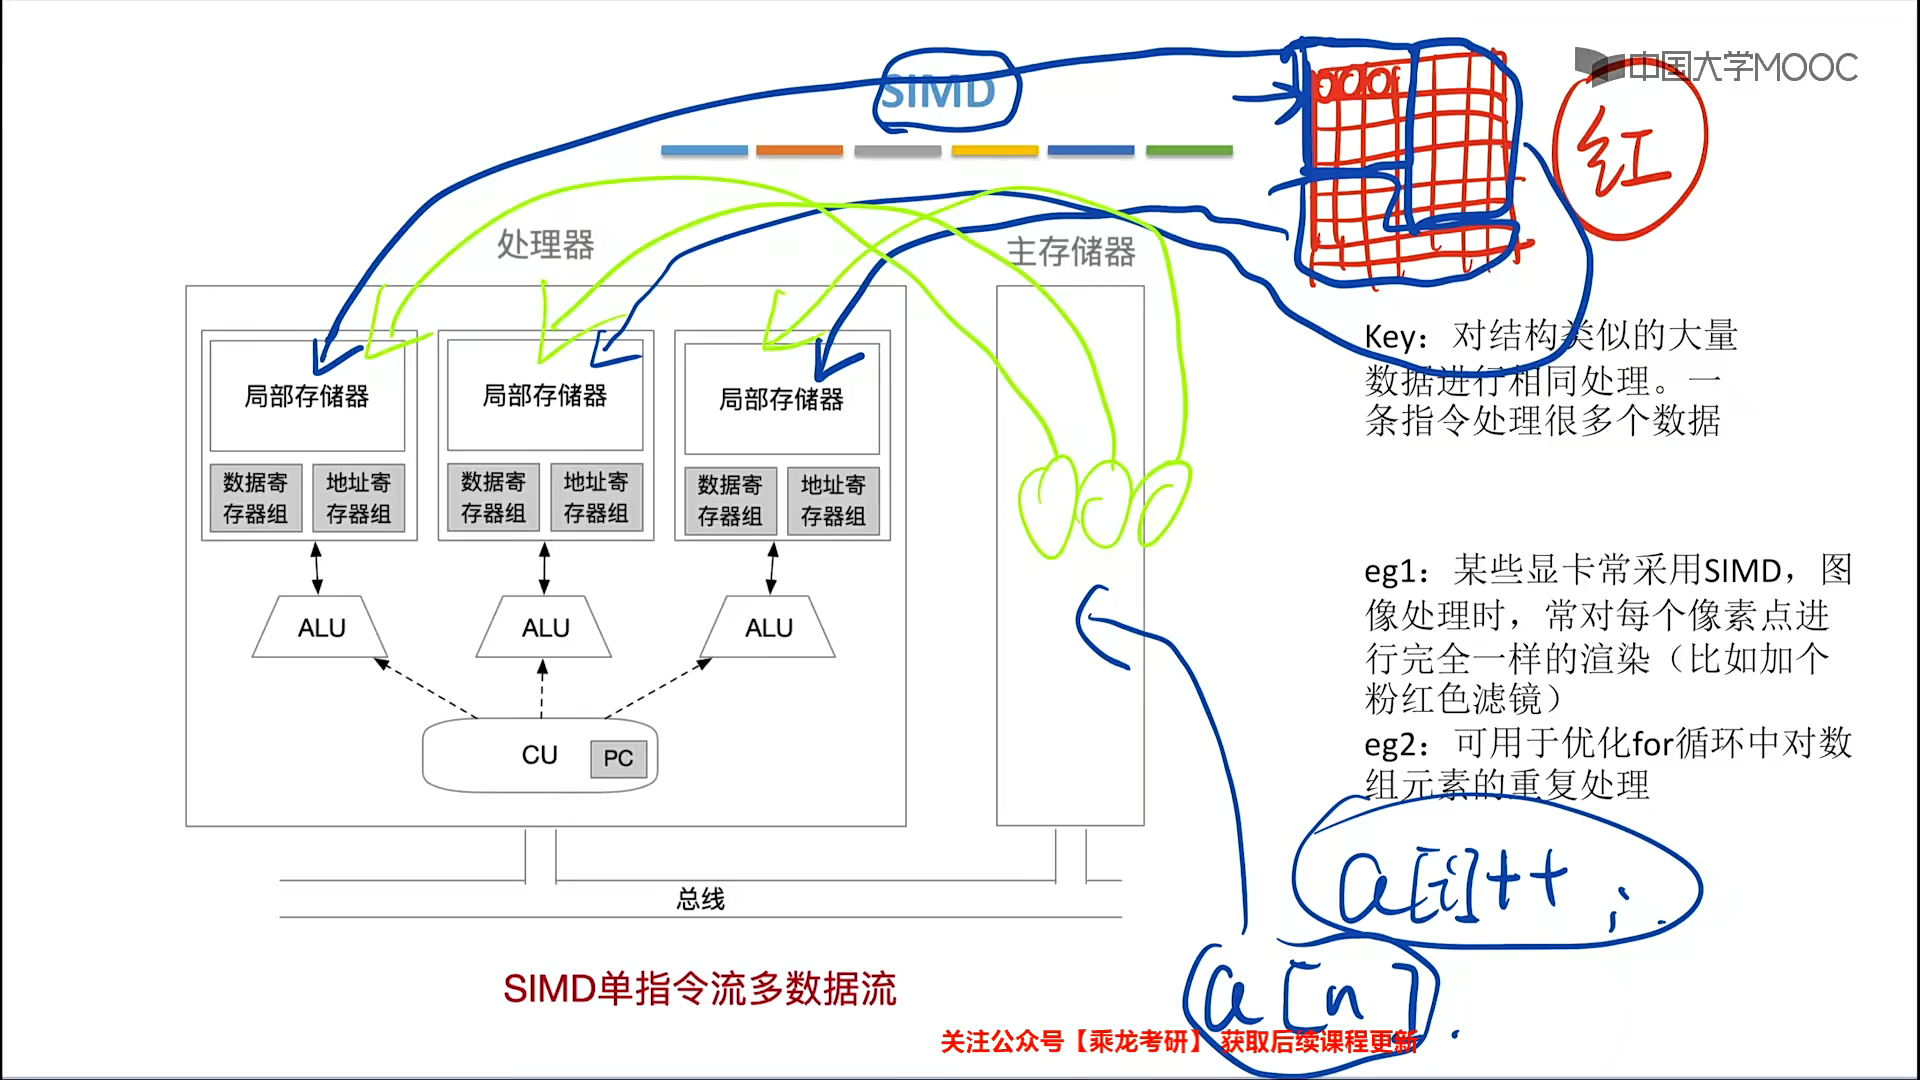 中国大学MOOC
SIMD
红
处理器
主存储器
局部存储器
局部存储器
局部存储器
数据寄
存器组
地址寄
存器组
数据寄
存器组
地址寄
存器组
数据寄
存器组
地址寄
存器组
ALU
ALU
ALU
CU
PC
总线
SIMD单指令流多数据流
Key：对结构类似的大量
数据进行相同处理。一
条指令处理很多个数据
eg1：某些显卡常采用SIMD，图
像处理时，常对每个像素点进
行完全一样的渲染（比如加个
粉红色滤镜）
eg2：可用于优化for循环中对数
组元素的重复处理
a[i]++;
a[n]
关注公众号【乘龙考研】 获取后续课程更新